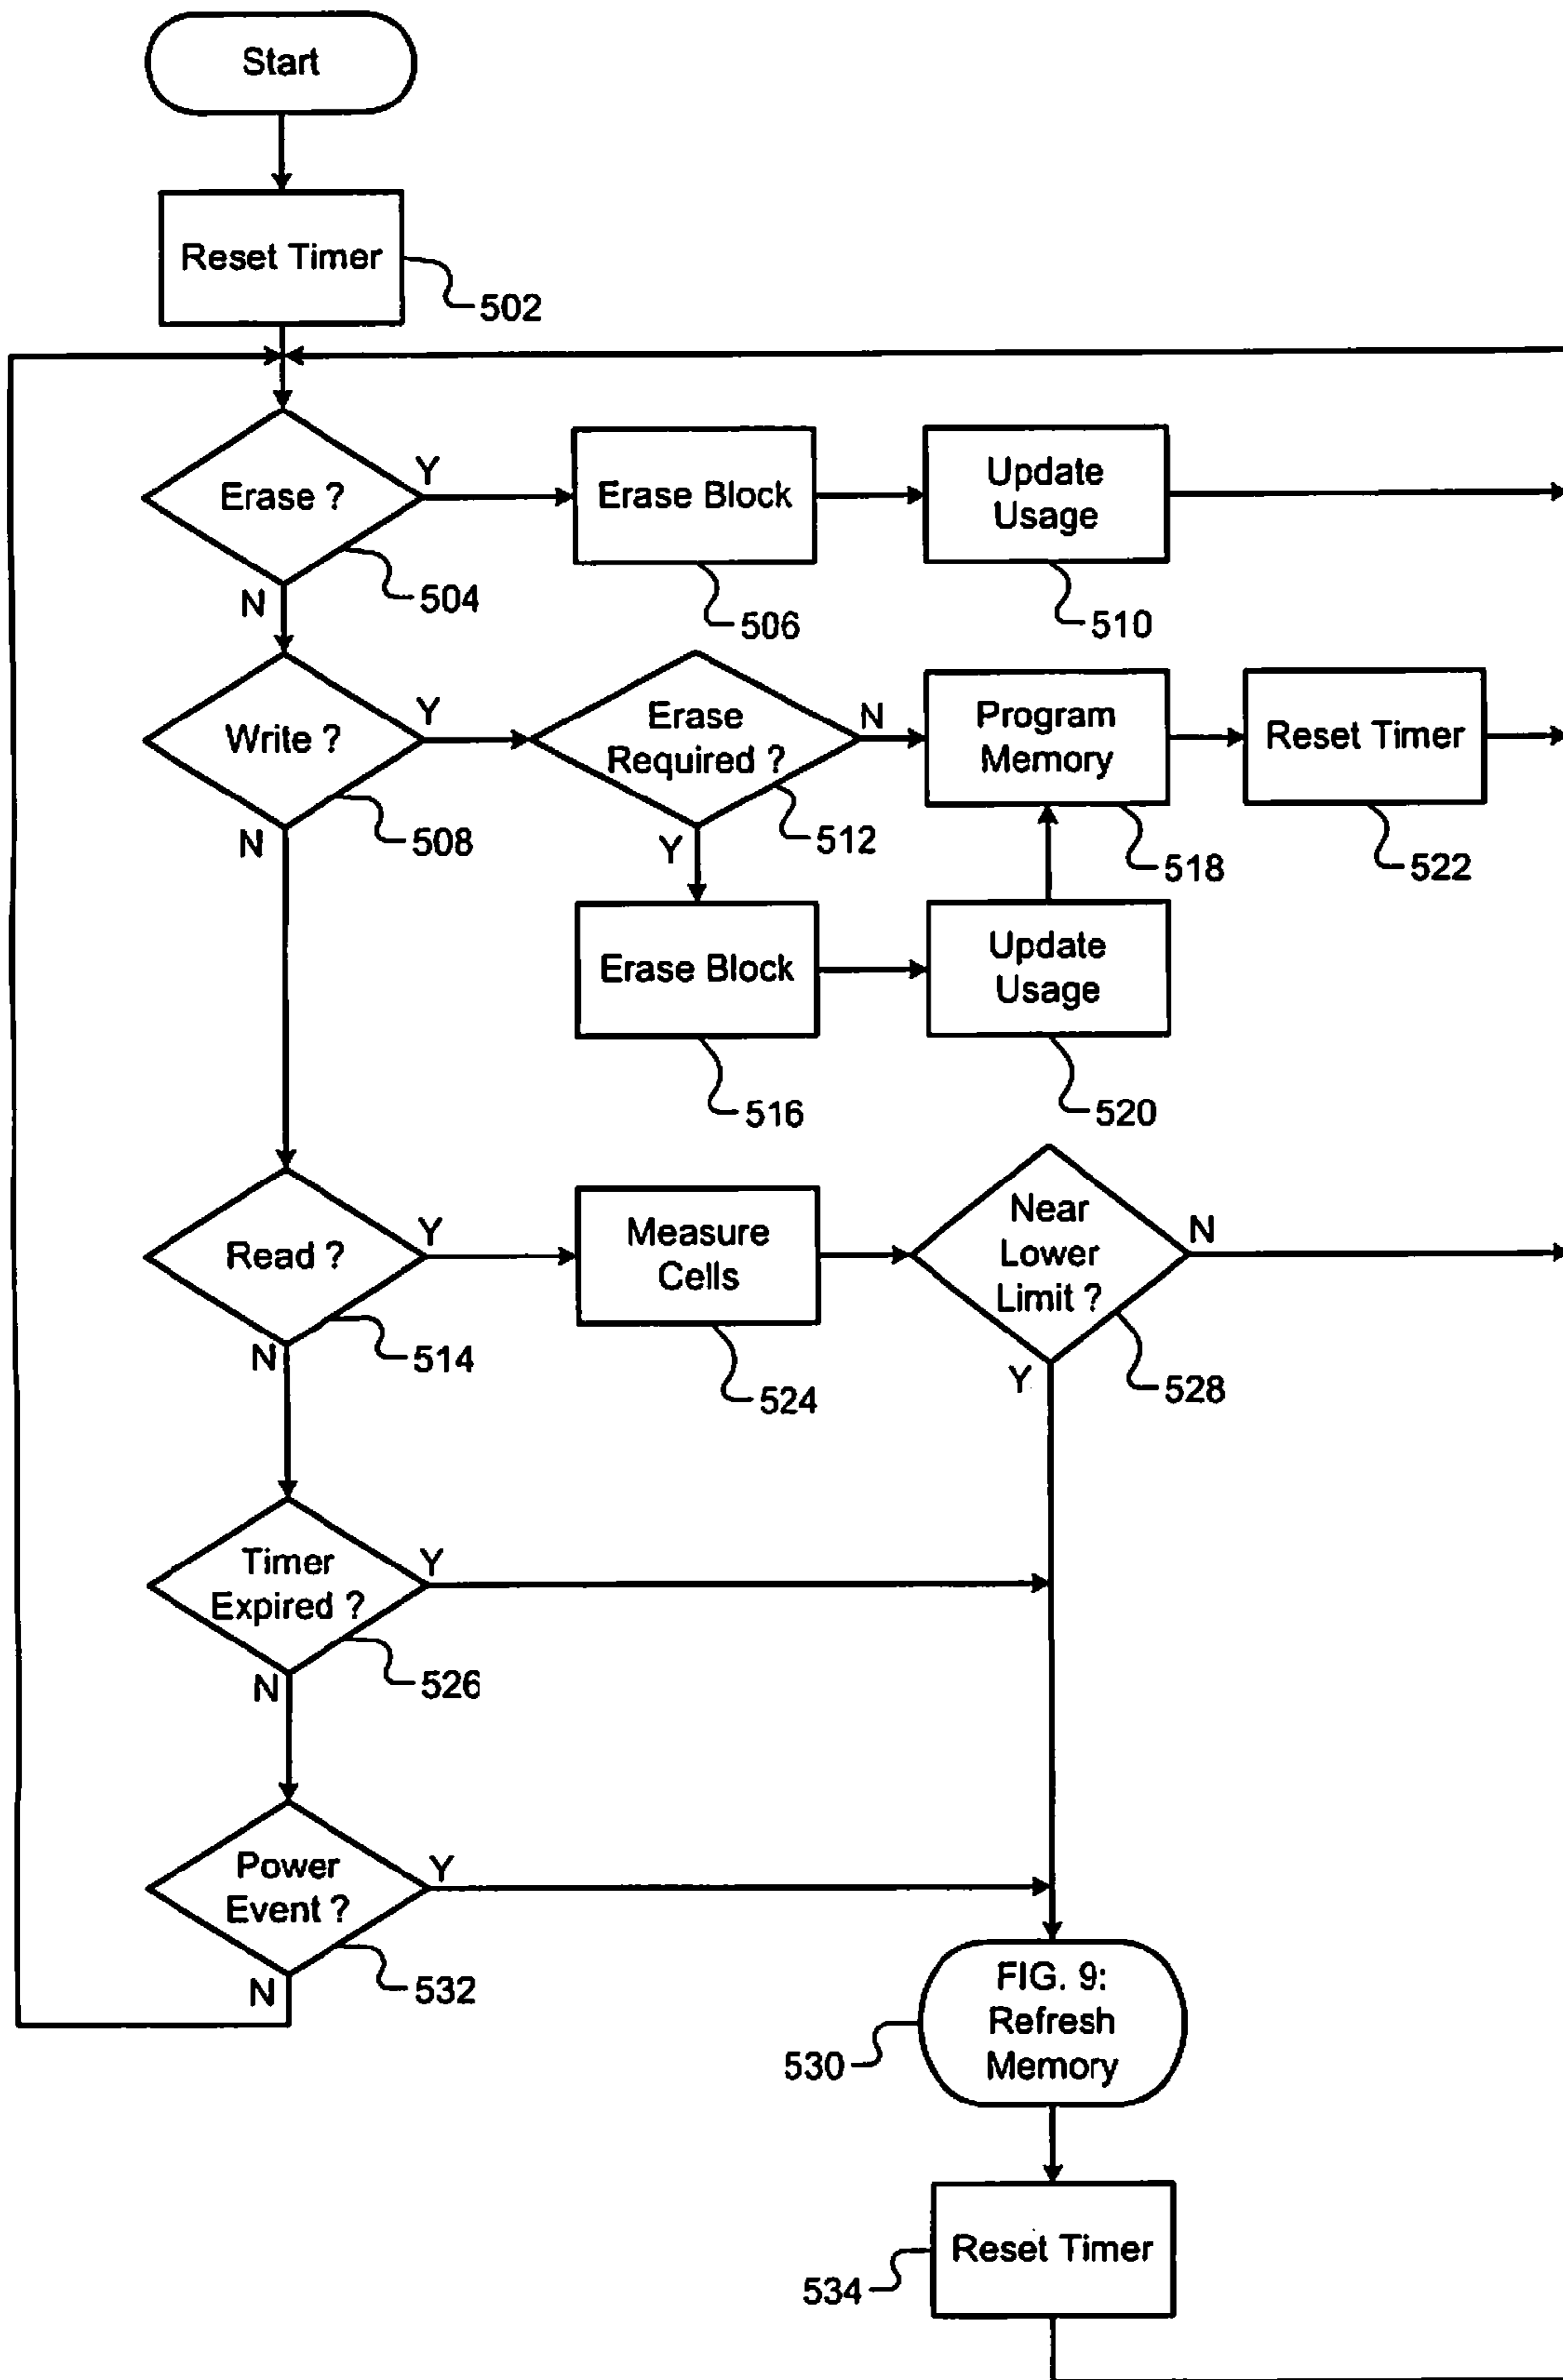 Start
Reset Timer
502
Erase ?
Y
N
504
Erase Block
506
Update
Usage
510
Write ?
Y
N
508
Erase
Required ?
N
Y
512
Program
Memory
518
Reset Timer
522
Erase Block
516
Update
Usage
520
Read ?
Y
N
514
Measure
Cells
524
Near
Lower
Limit ?
N
Y
528
Timer
Expired ?
Y
N
526
Power
Event ?
Y
N
532
FIG. 9:
Refresh
Memory
530
Reset Timer
534